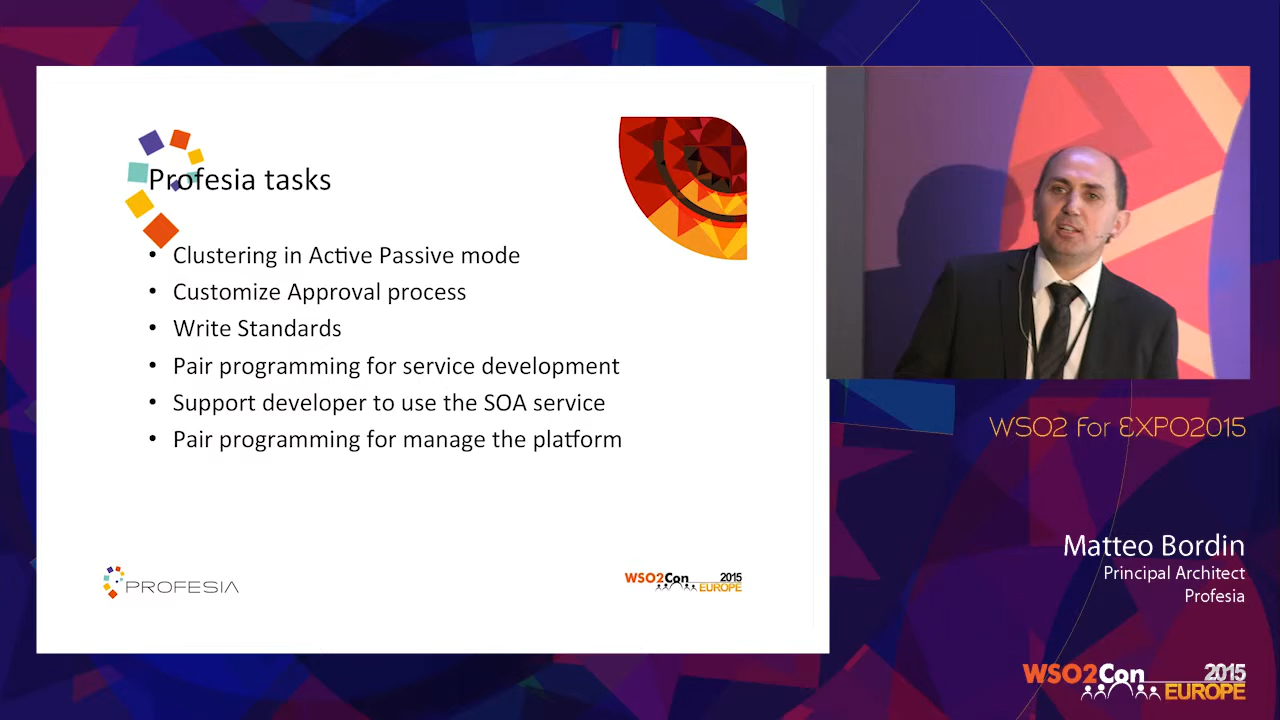 Profesia tasks
• Clustering in Active Passive mode
• Customize Approval process
• Write Standards
• Pair programming for service development
• Support developer to use the SOA service
• Pair programming for manage the platform
PROFESIA
WSO2Con 2015
EUROPE
WSO2 For EXPO2015
Matteo Bordin
Principal Architect
Profesia
WSO2Con 2015
EUROPE